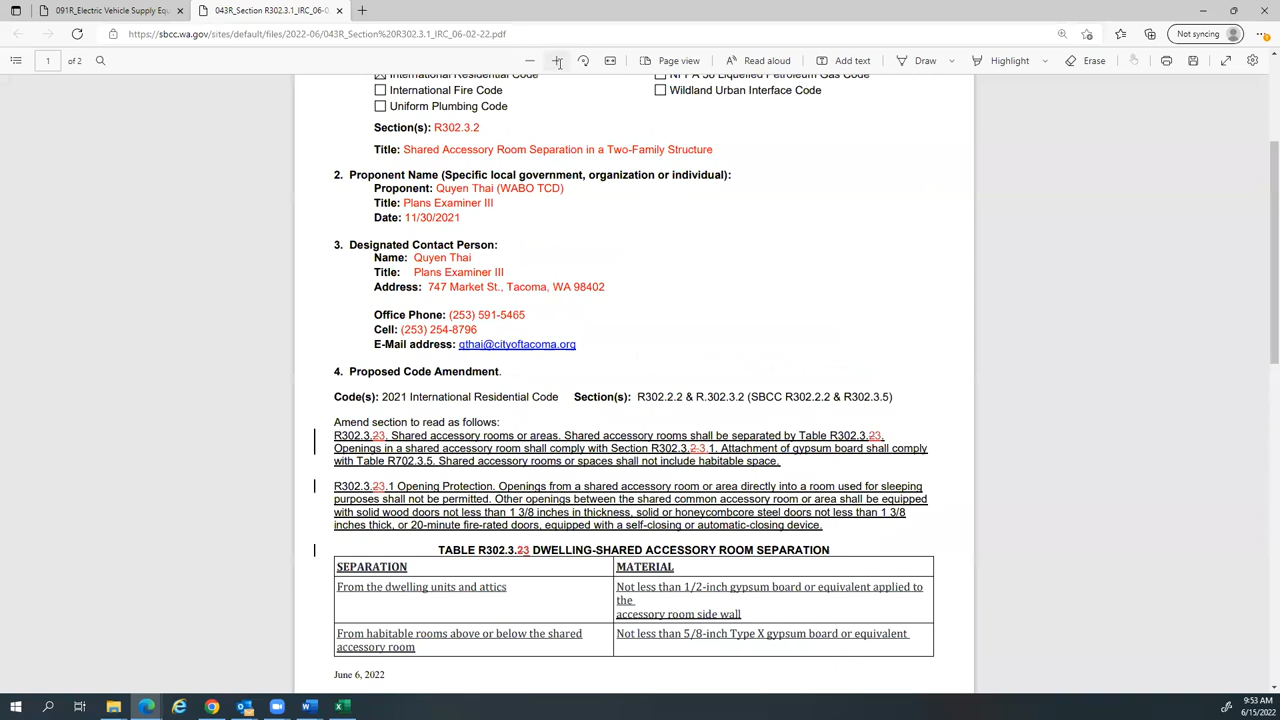 091R_Electric Vehicle Supply Equ
043R_Section R302.3.1_IRC_06-02
https://sbcc.wa.gov/sites/default/files/2022-06/043R_Section%20R302.3.1_IRC_06-02-22.pdf
Not syncing
1 of 2
Page view
Read aloud
Add text
Draw
Highlight
Erase
International Residential Code
NFPA 58 Liquefied Petroleum Gas Code
International Fire Code
Wildland Urban Interface Code
Uniform Plumbing Code
Section(s): R302.3.2
Title: Shared Accessory Room Separation in a Two-Family Structure
2. Proponent Name (Specific local government, organization or individual):
Proponent: Quyen Thai (WABO TCD)
Title: Plans Examiner III
Date: 11/30/2021
3. Designated Contact Person:
Name: Quyen Thai
Title: Plans Examiner III
Address: 747 Market St., Tacoma, WA 98402
Office Phone: (253) 591-5465
Cell: (253) 254-8796
E-Mail address: qthai@cityoftacoma.org
4. Proposed Code Amendment.
Code(s): 2021 International Residential Code Section(s): R302.2.2 & R.302.3.2 (SBCC R302.2.2 & R302.3.5)
Amend section to read as follows:
R302.3.23. Shared accessory rooms or areas. Shared accessory rooms shall be separated by Table R302.3.23.
Openings in a shared accessory room shall comply with Section R302.3.2.3.1. Attachment of gypsum board shall comply
with Table R702.3.5. Shared accessory rooms or spaces shall not include habitable space.
R302.3.23.1 Opening Protection. Openings from a shared accessory room or area directly into a room used for sleeping
purposes shall not be permitted. Other openings between the shared common accessory room or area shall be equipped
with solid wood doors not less than 1 3/8 inches in thickness, solid or honeycombcore steel doors not less than 1 3/8
inches thick, or 20-minute fire-rated doors, equipped with a self-closing or automatic-closing device.
TABLE R302.3.23 DWELLING-SHARED ACCESSORY ROOM SEPARATION
SEPARATION
MATERIAL
From the dwelling units and attics
Not less than 1/2-inch gypsum board or equivalent applied to
the
accessory room side wall
From habitable rooms above or below the shared
accessory room
Not less than 5/8-inch Type X gypsum board or equivalent
June 6, 2022
9:53 AM
6/15/2022